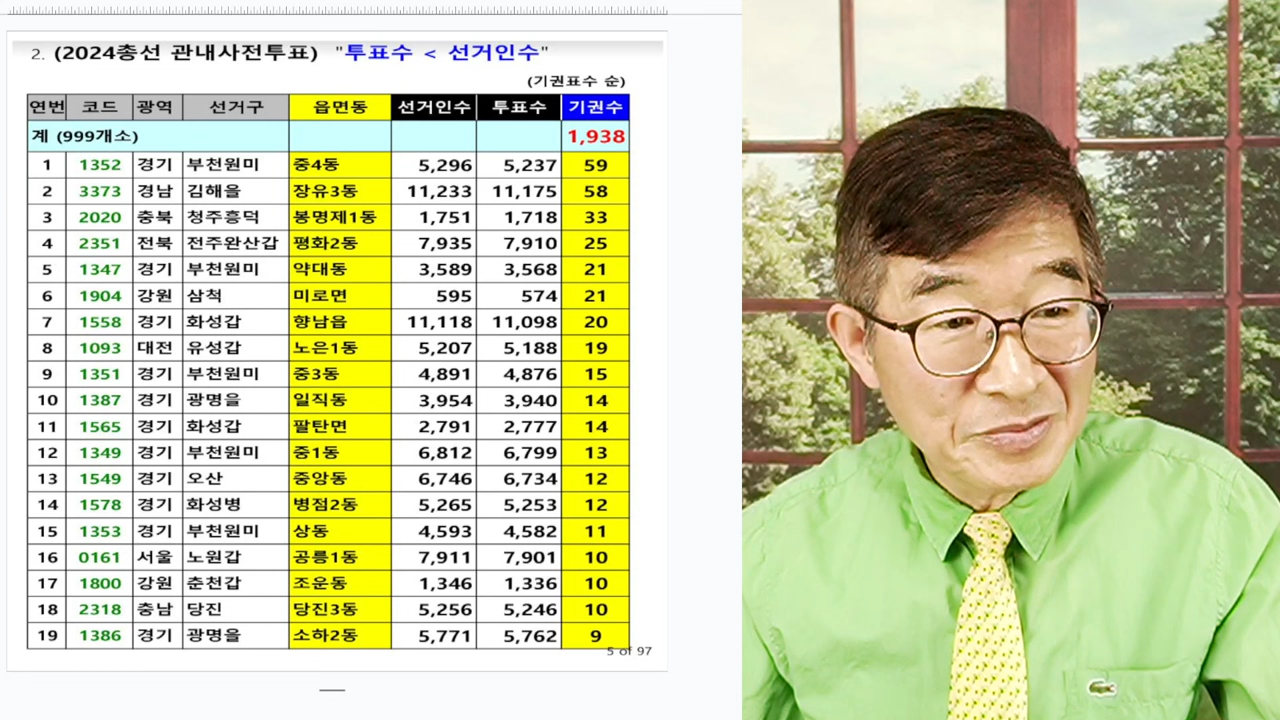 2. (2024총선 관내사전투표) "투표수 < 선거인수"
(기권표수 순)
연번 코드 광역 선거구 읍면동 선거인수 투표수 기권수
계 (999개소) 1,938
1 1352 경기 부천원미 중4동 5,296 5,237 59
2 3373 경남 김해을 장유3동 11,233 11,175 58
3 2020 충북 청주흥덕 봉명제1동 1,751 1,718 33
4 2351 전북 전주완산갑 평화2동 7,935 7,910 25
5 1347 경기 부천원미 약대동 3,589 3,568 21
6 1904 강원 삼척 미로면 595 574 21
7 1558 경기 화성갑 향남읍 11,118 11,098 20
8 1093 대전 유성갑 노은1동 5,207 5,188 19
9 1351 경기 부천원미 중3동 4,891 4,876 15
10 1387 경기 광명을 일직동 3,954 3,940 14
11 1565 경기 화성갑 팔탄면 2,791 2,777 14
12 1349 경기 부천원미 중1동 6,812 6,799 13
13 1549 경기 오산 중앙동 6,746 6,734 12
14 1578 경기 화성병 병점2동 5,265 5,253 12
15 1353 경기 부천원미 상동 4,593 4,582 11
16 0161 서울 노원갑 공릉1동 7,911 7,901 10
17 1800 강원 춘천갑 조운동 1,346 1,336 10
18 2318 충남 당진 당진3동 5,256 5,246 10
19 1386 경기 광명을 소하2동 5,771 5,762 9
5 of 97